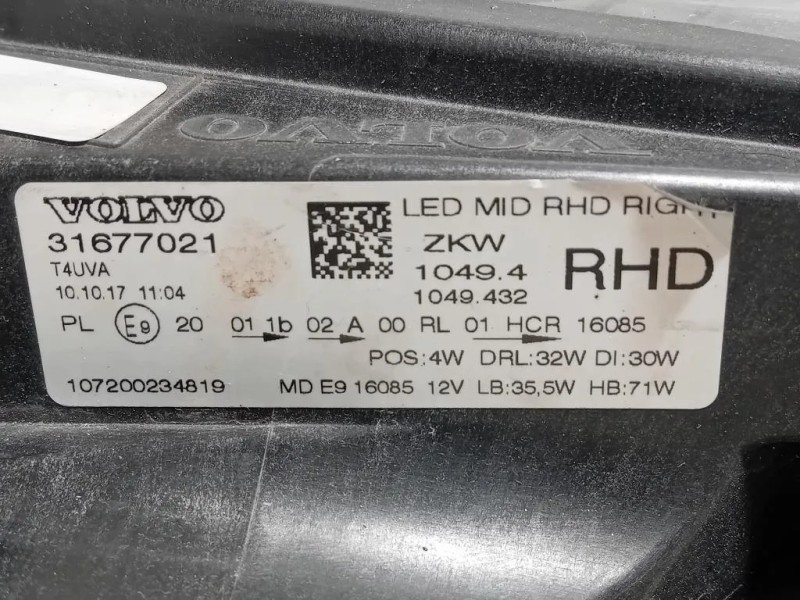 VOLVO
VOLVO
LED MID RHD RIGHT
31677021
ZKW
T4UVA
1049.4
RHD
10.10.17 11:04
1049.432
PL E9 20 01 1b 02 A 00 RL 01 HCR 16085
POS:4W DRL:32W DI:30W
107200234819
MD E9 16085 12V LB:35,5W HB:71W